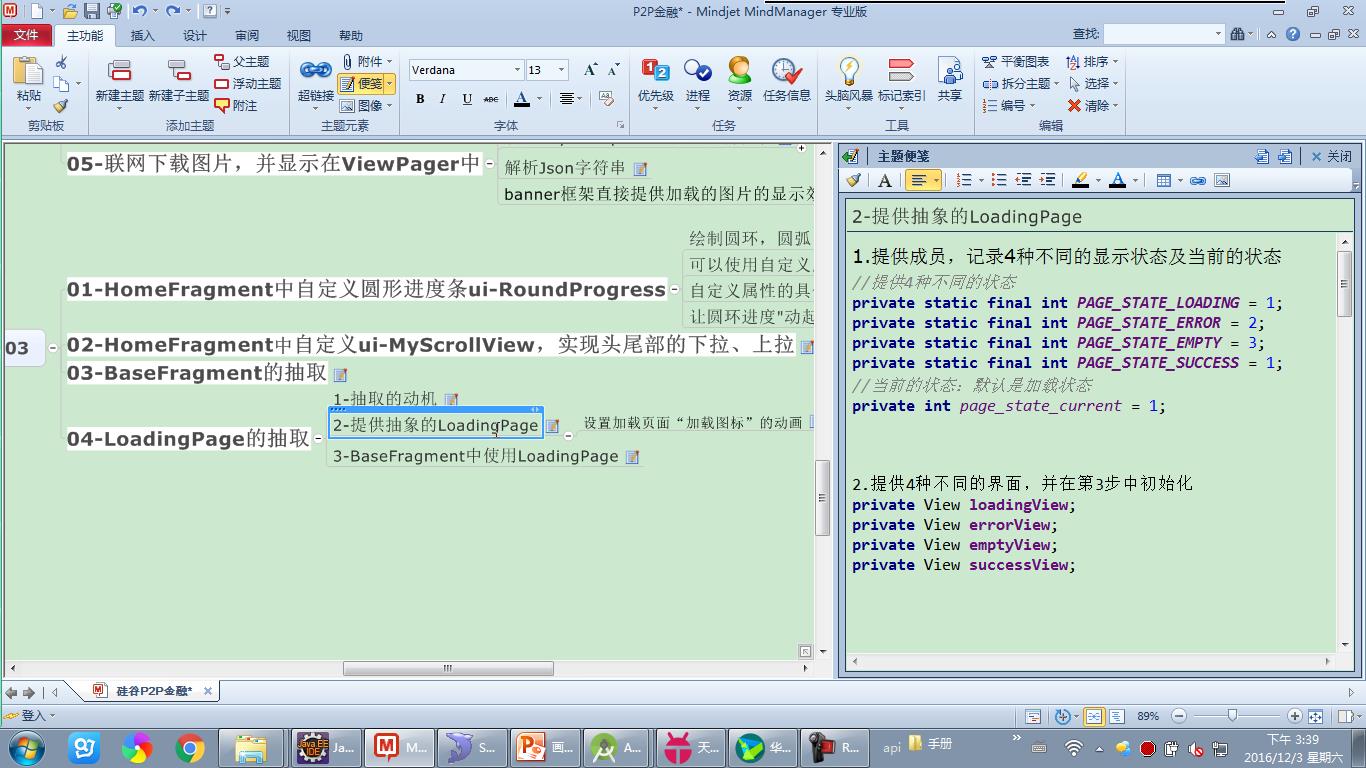 P2P金融* - Mindjet MindManager 专业版
文件 主功能 插入 设计 审阅 视图 帮助 查找:
粘贴 新建主题 新建子主题 父主题 浮动主题 附注 超链接 附件 便笺 图像 Verdana 13 B I U ABC A 优先级 进程 资源 任务信息 头脑风暴 标记索引 共享 平衡图表 拆分主题 编号 排序 选择 清除
剪贴板 添加主题 主题元素 字体 任务 工具 编辑
05-联网下载图片，并显示在ViewPager中
解析Json字符串
banner框架直接提供加载的图片的显示效
绘制圆环，圆弧
可以使用自定义
自定义属性的具
让圆环进度"动起
01-HomeFragment中自定义圆形进度条ui-RoundProgress
03
02-HomeFragment中自定义ui-MyScrollView，实现头尾部的下拉、上拉
03-BaseFragment的抽取
04-LoadingPage的抽取
1-抽取的动机
2-提供抽象的LoadingPage
设置加载页面“加载图标”的动画
3-BaseFragment中使用LoadingPage
主题便笺 关闭
2-提供抽象的LoadingPage
1.提供成员，记录4种不同的显示状态及当前的状态
//提供4种不同的状态
private static final int PAGE_STATE_LOADING = 1;
private static final int PAGE_STATE_ERROR = 2;
private static final int PAGE_STATE_EMPTY = 3;
private static final int PAGE_STATE_SUCCESS = 1;
//当前的状态：默认是加载状态
private int page_state_current = 1;
2.提供4种不同的界面，并在第3步中初始化
private View loadingView;
private View errorView;
private View emptyView;
private View successView;
硅谷P2P金融*
登入 89%
Ja... M... S... 画... A... 天... 华... R... api 手册
下午 3:39
2016/12/3 星期六